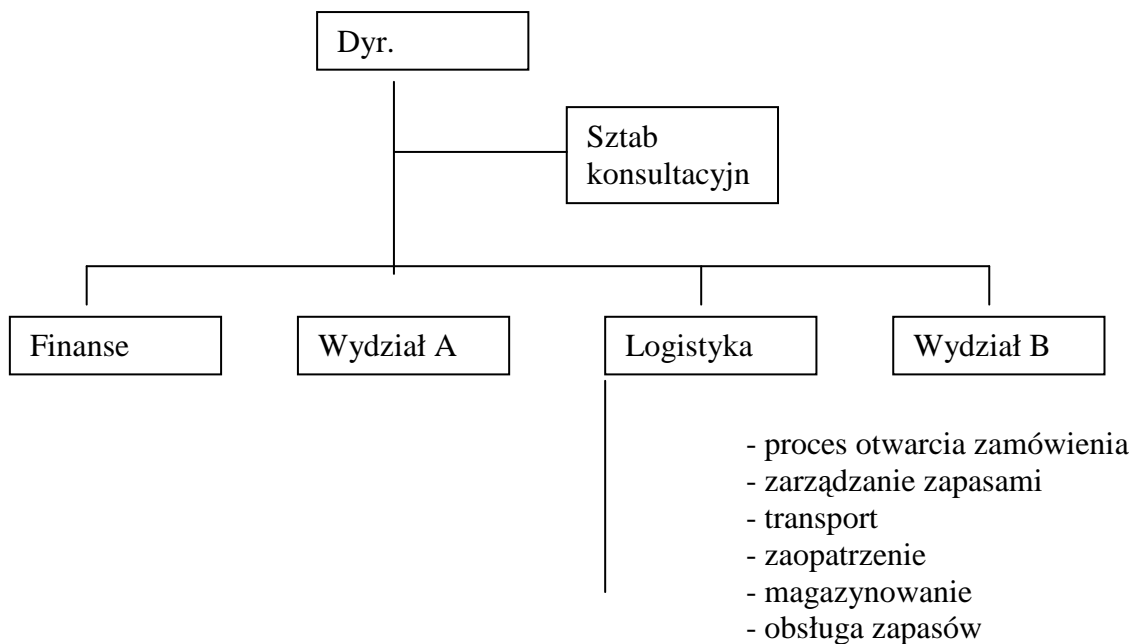 Dyr.
Sztab
konsultacyjn
Finanse
Wydział A
Logistyka
Wydział B
- proces otwarcia zamówienia
- zarządzanie zapasami
- transport
- zaopatrzenie
- magazynowanie
- obsługa zapasów